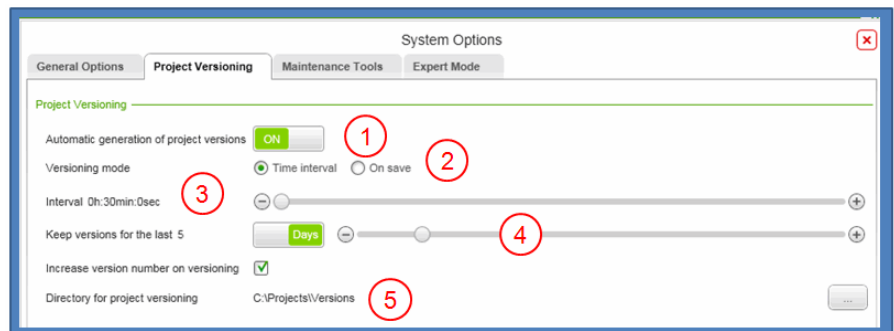 System Options
General Options Project Versioning Maintenance Tools Expert Mode
Project Versioning
Automatic generation of project versions ON 1
Versioning mode Time interval On save 2
Interval 0h:30min:0sec 3
Keep versions for the last 5 Days 4
Increase version number on versioning
Directory for project versioning C:\Projects\Versions 5 ...